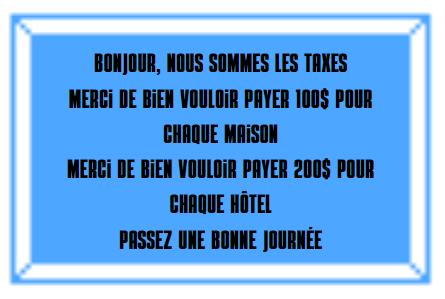 BONJOUR, NOUS SOMMES LES TAXES
MERCi DE BiEN VOULOiR PAYER 100$ POUR
CHAQUE MAiSON
MERCi DE BiEN VOULOiR PAYER 200$ POUR
CHAQUE HÔTEL
PASSEZ UNE BONNE JOURNÉE